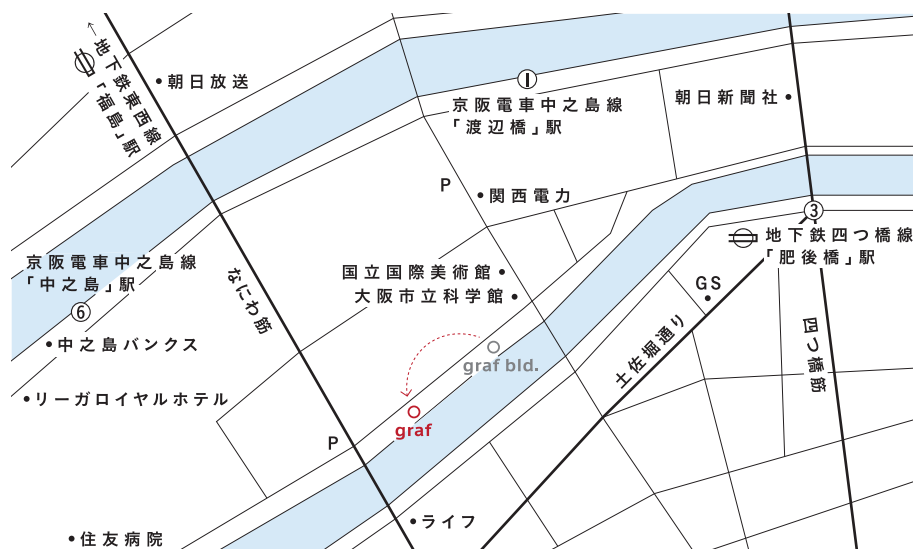 ←地下鉄東西線
「福島」駅
朝日放送
1
京阪電車中之島線
「渡辺橋」駅
朝日新聞社
P
関西電力
3
地下鉄四つ橋線
「肥後橋」駅
京阪電車中之島線
「中之島」駅
6
なにわ筋
国立国際美術館
大阪市立科学館
GS
土佐堀通り
四つ橋筋
中之島バンクス
graf bld.
リーガロイヤルホテル
graf
P
ライフ
住友病院